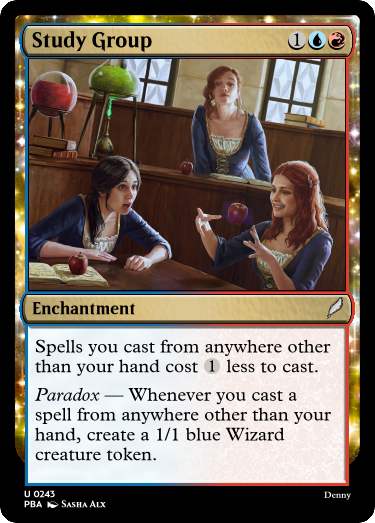 Study Group 1
Enchantment
Spells you cast from anywhere other
than your hand cost 1 less to cast.
Paradox — Whenever you cast a
spell from anywhere other than your
hand, create a 1/1 blue Wizard
creature token.
U 0243
PBA Sasha Alx
Denny